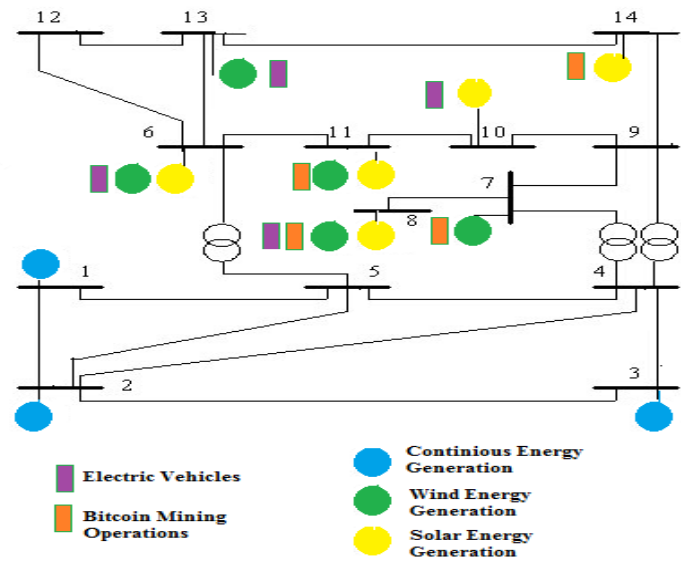 12 13 14
6 11 10 9
7
8
1 5 4
2 3
Electric Vehicles
Bitcoin Mining
Operations
Continious Energy
Generation
Wind Energy
Generation
Solar Energy
Generation